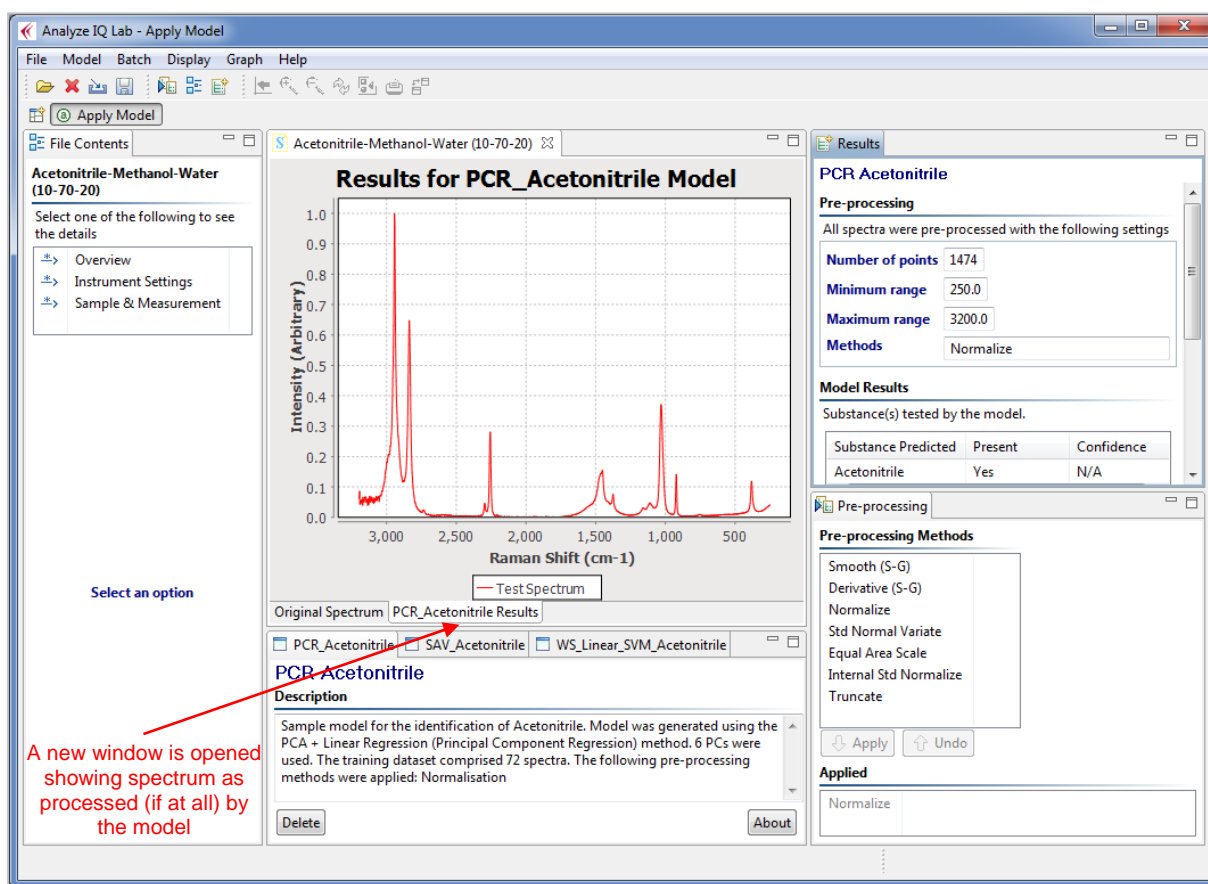 Analyze IQ Lab - Apply Model
File Model Batch Display Graph Help
Apply Model
File Contents
Acetonitrile-Methanol-Water
(10-70-20)
Select one of the following to see
the details
Overview
Instrument Settings
Sample & Measurement
Select an option
A new window is opened
showing spectrum as
processed (if at all) by
the model
Acetonitrile-Methanol-Water (10-70-20)
Results for PCR_Acetonitrile Model
Intensity (Arbitrary)
1.0
0.9
0.8
0.7
0.6
0.5
0.4
0.3
0.2
0.1
0.0
3,000 2,500 2,000 1,500 1,000 500
Raman Shift (cm-1)
Test Spectrum
Original Spectrum PCR_Acetonitrile Results
PCR_Acetonitrile SAV_Acetonitrile WS_Linear_SVM_Acetonitrile
PCR Acetonitrile
Description
Sample model for the identification of Acetonitrile. Model was generated using the
PCA + Linear Regression (Principal Component Regression) method. 6 PCs were
used. The training dataset comprised 72 spectra. The following pre-processing
methods were applied: Normalisation
Delete About
Results
PCR Acetonitrile
Pre-processing
All spectra were pre-processed with the following settings
Number of points 1474
Minimum range 250.0
Maximum range 3200.0
Methods Normalize
Model Results
Substance(s) tested by the model.
Substance Predicted Present Confidence
Acetonitrile Yes N/A
Pre-processing
Pre-processing Methods
Smooth (S-G)
Derivative (S-G)
Normalize
Std Normal Variate
Equal Area Scale
Internal Std Normalize
Truncate
Apply Undo
Applied
Normalize